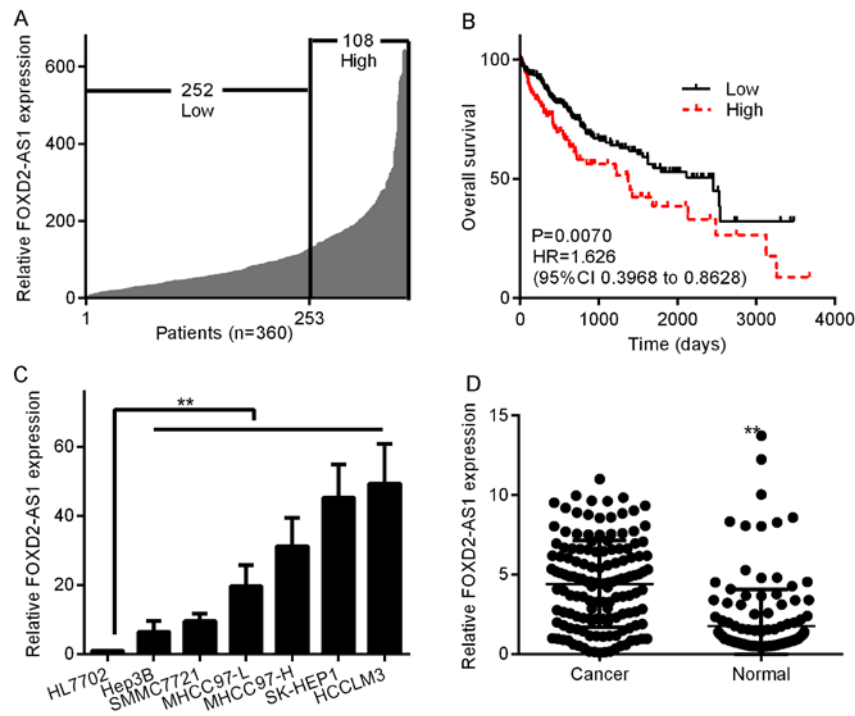 A
Relative FOXD2-AS1 expression
600
400
200
0
252
Low
108
High
1
253
Patients (n=360)
B
Overall survival
100
50
0
Low
High
P=0.0070
HR=1.626
(95%CI 0.3968 to 0.8628)
0
1000
2000
3000
4000
Time (days)
C
Relative FOXD2-AS1 expression
60
40
20
0
**
HL7702
Hep3B
SMMC7721
MHCC97-L
MHCC97-H
SK-HEP1
HCCLM3
D
Relative FOXD2-AS1 expression
15
10
5
0
**
Cancer
Normal